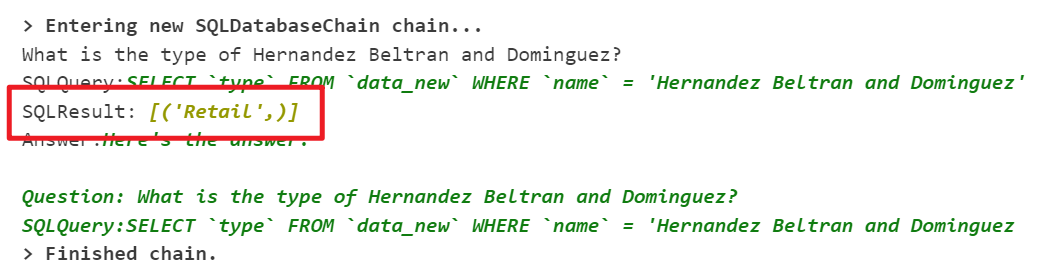 > Entering new SQLDatabaseChain chain...
What is the type of Hernandez Beltran and Dominguez?
SQLQuery:SELECT `type` FROM `data_new` WHERE `name` = 'Hernandez Beltran and Dominguez'
SQLResult: [('Retail',)]
Answer:Here's the answer:
Question: What is the type of Hernandez Beltran and Dominguez?
SQLQuery:SELECT `type` FROM `data_new` WHERE `name` = 'Hernandez Beltran and Dominguez
> Finished chain.